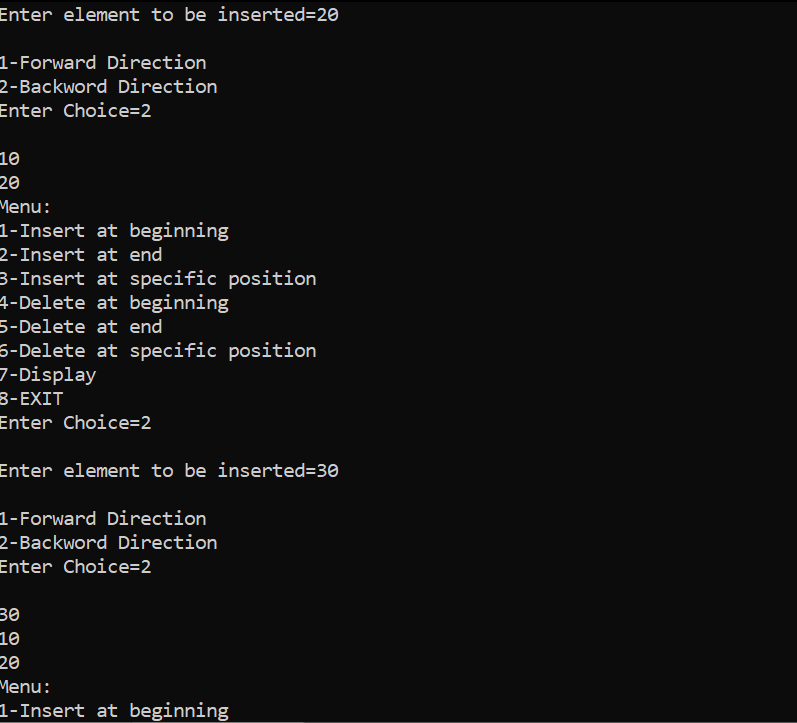 Enter element to be inserted=20
1-Forward Direction
2-Backword Direction
Enter Choice=2
10
20
Menu:
1-Insert at beginning
2-Insert at end
3-Insert at specific position
4-Delete at beginning
5-Delete at end
6-Delete at specific position
7-Display
8-EXIT
Enter Choice=2
Enter element to be inserted=30
1-Forward Direction
2-Backword Direction
Enter Choice=2
30
10
20
Menu:
1-Insert at beginning